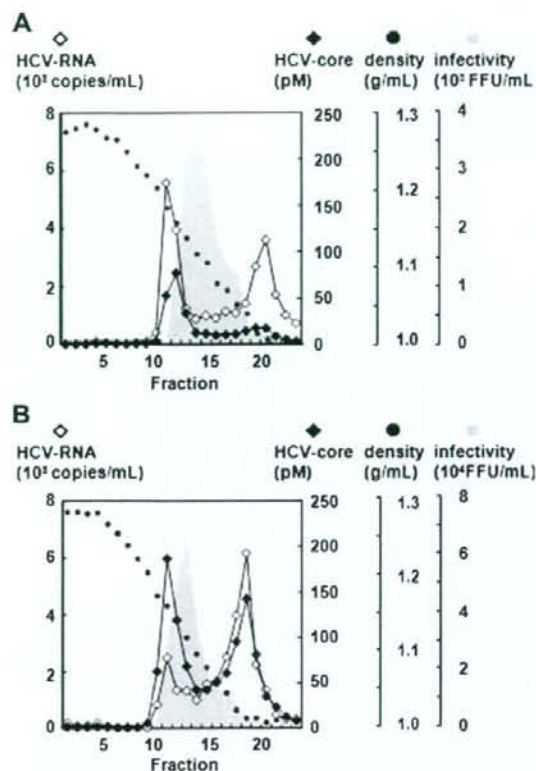 A
HCV-RNA (10³ copies/mL)
HCV-core (pM)
density (g/mL)
infectivity (10³ FFU/mL
8
6
4
2
0
250
200
150
100
50
0
1.3
1.2
1.1
1.0
4
3
2
1
0
5 10 15 20
Fraction
B
HCV-RNA (10³ copies/mL)
HCV-core (pM)
density (g/mL)
infectivity (10⁴FFU/mL)
8
6
4
2
0
250
200
150
100
50
0
1.3
1.2
1.1
1.0
8
6
4
2
0
5 10 15 20
Fraction